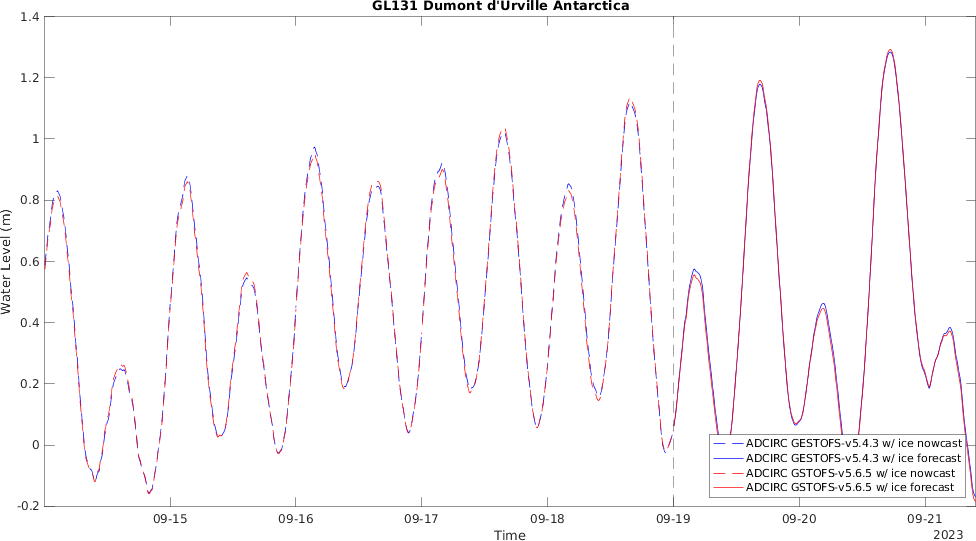 GL131 Dumont d'Urville Antarctica
1.4
1.2
1
0.8
0.6
0.4
0.2
0
-0.2
Water Level (m)
ADCIRC GESTOFS-v5.4.3 w/ ice nowcast
ADCIRC GESTOFS-v5.4.3 w/ ice forecast
ADCIRC GSTOFS-v5.6.5 w/ ice nowcast
ADCIRC GSTOFS-v5.6.5 w/ ice forecast
09-15
09-16
09-17
09-18
09-19
09-20
09-21
Time
2023